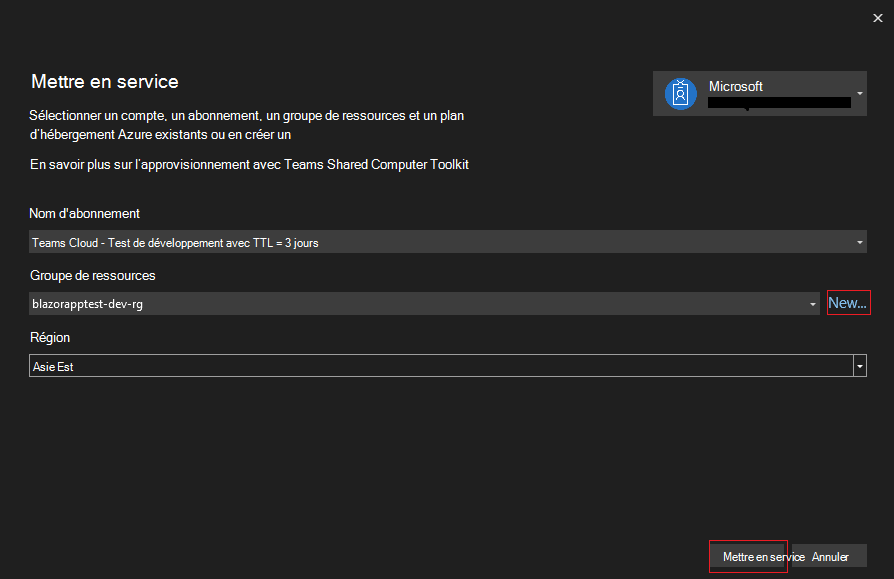 Mettre en service
Microsoft
Sélectionner un compte, un abonnement, un groupe de ressources et un plan
d'hébergement Azure existants ou en créer un
En savoir plus sur l'approvisionnement avec Teams Shared Computer Toolkit
Nom d'abonnement
Teams Cloud - Test de développement avec TTL = 3 jours
Groupe de ressources
blazorapptest-dev-rg
New...
Région
Asie Est
Mettre en service
Annuler